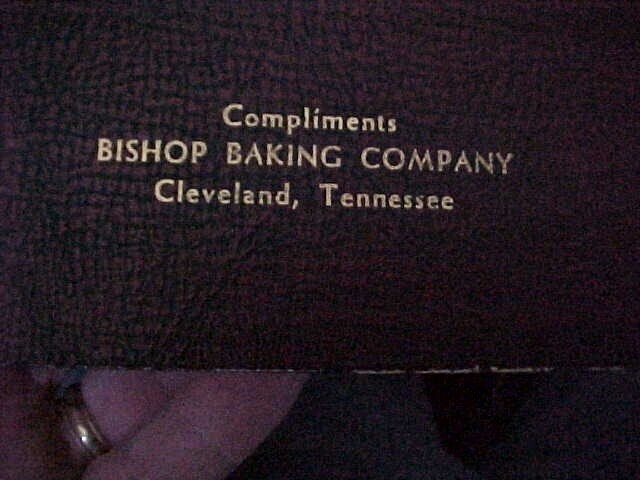 Compliments
BISHOP BAKING COMPANY
Cleveland, Tennessee